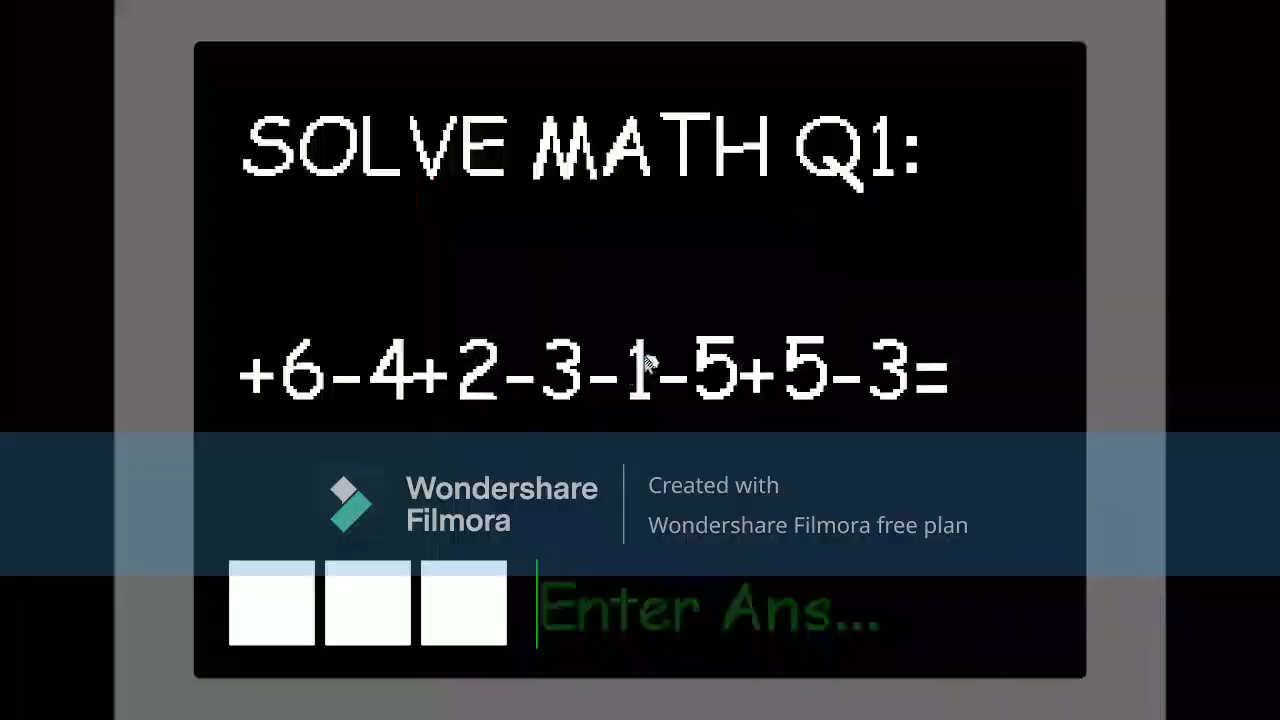 SOLVE MATH Q1:
+6-4+2-3-1-5+5-3=
Wondershare
Filmora
Created with
Wondershare Filmora free plan
Enter Ans...